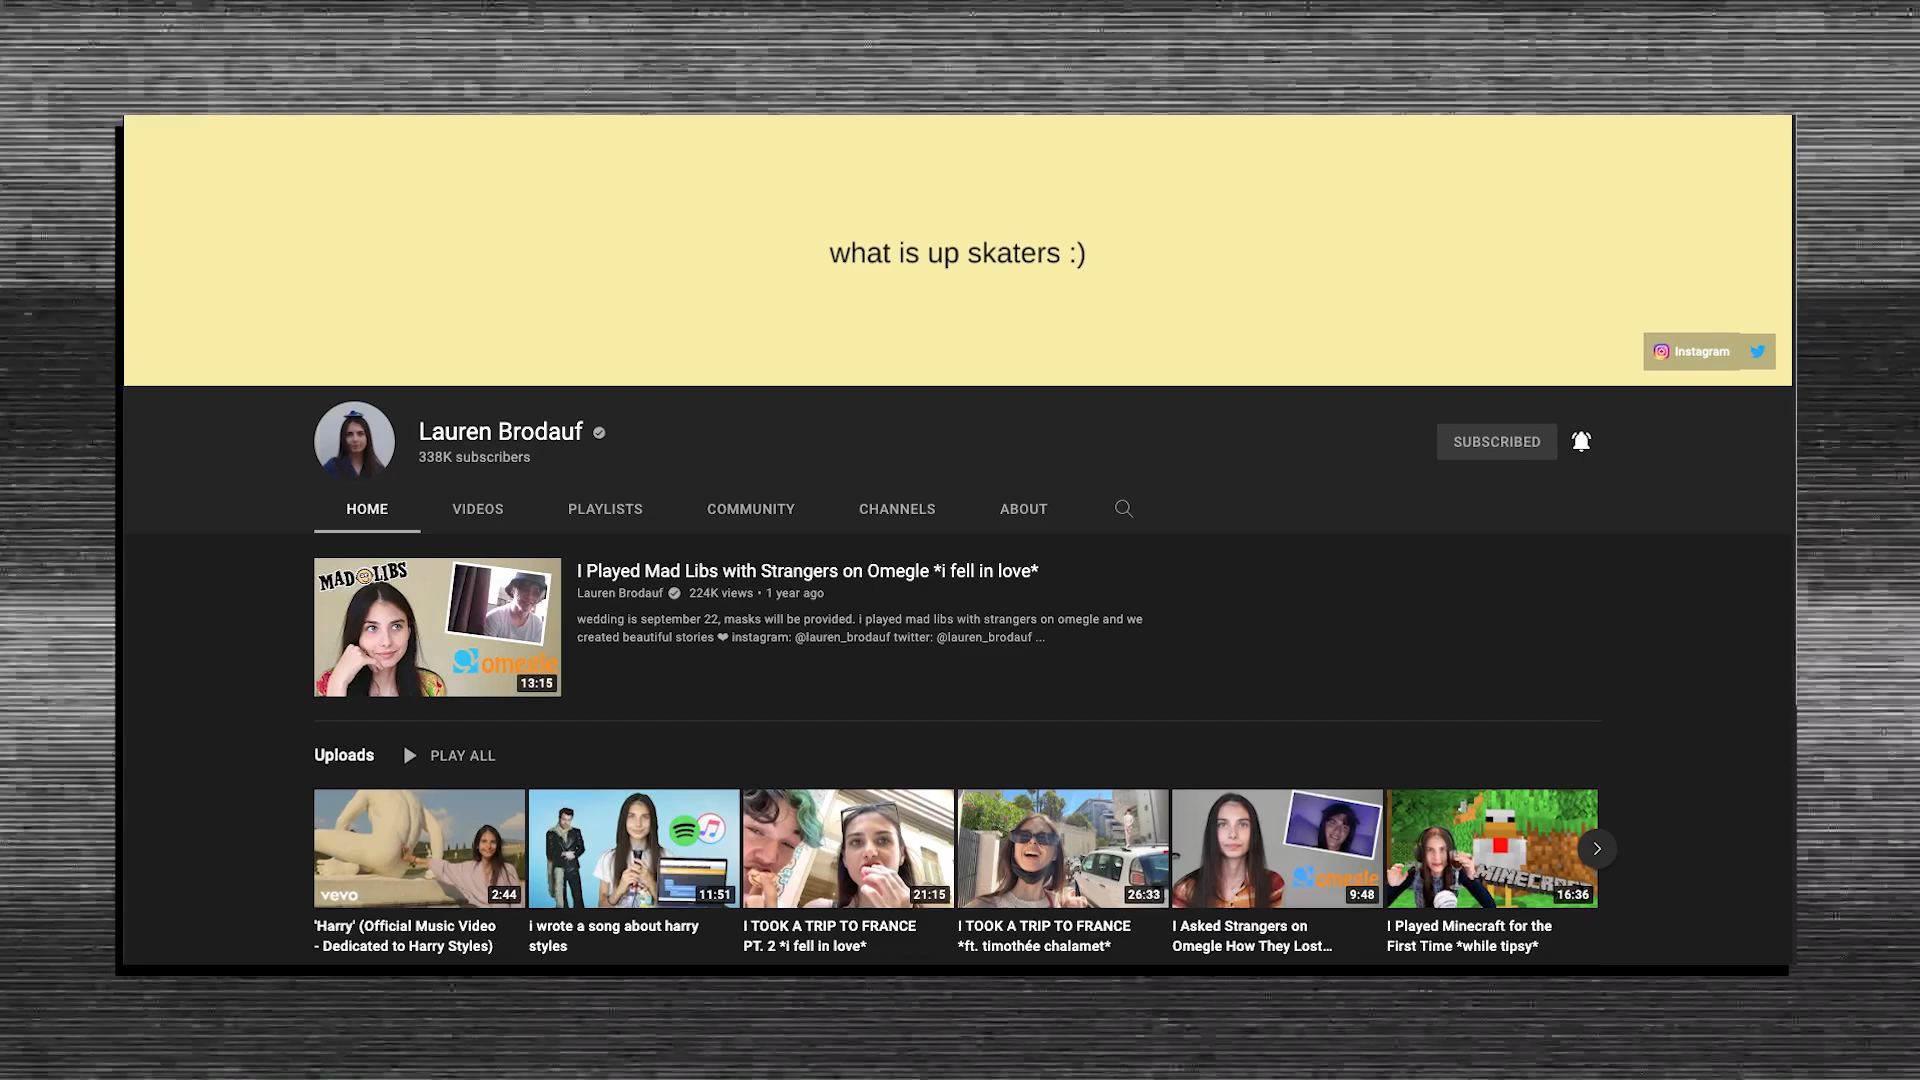 what is up skaters :)
Instagram
Lauren Brodauf
338K subscribers
SUBSCRIBED
HOME VIDEOS PLAYLISTS COMMUNITY CHANNELS ABOUT
MAD LIBS
omegle
13:15
I Played Mad Libs with Strangers on Omegle *i fell in love*
Lauren Brodauf 224K views • 1 year ago
wedding is september 22, masks will be provided. i played mad libs with strangers on omegle and we
created beautiful stories ❤ instagram: @lauren_brodauf twitter: @lauren_brodauf ...
Uploads PLAY ALL
vevo
2:44
11:51
21:15
26:33
omegle
9:48
MINECRAFT
16:36
'Harry' (Official Music Video
- Dedicated to Harry Styles)
i wrote a song about harry
styles
I TOOK A TRIP TO FRANCE
PT. 2 *i fell in love*
I TOOK A TRIP TO FRANCE
*ft. timothée chalamet*
I Asked Strangers on
Omegle How They Lost...
I Played Minecraft for the
First Time *while tipsy*